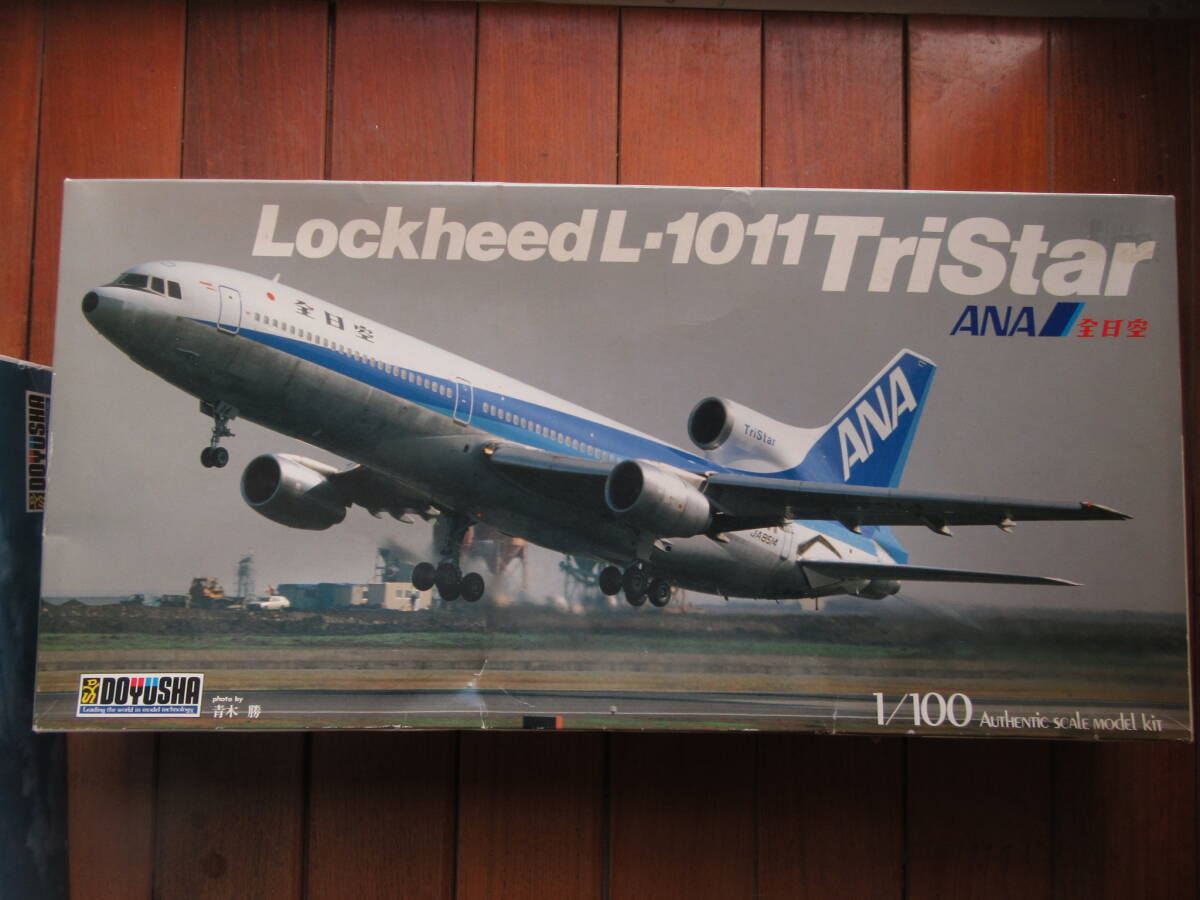 Lockheed L-1011 TriStar
ANA 全日空
全日空
TriStar
ANA
JA8514
DOYUSHA
Leading the world in model technology.
photo by
青木 勝
1/100 AUTHENTIC SCALE MODEL KIT
DOYUSHA